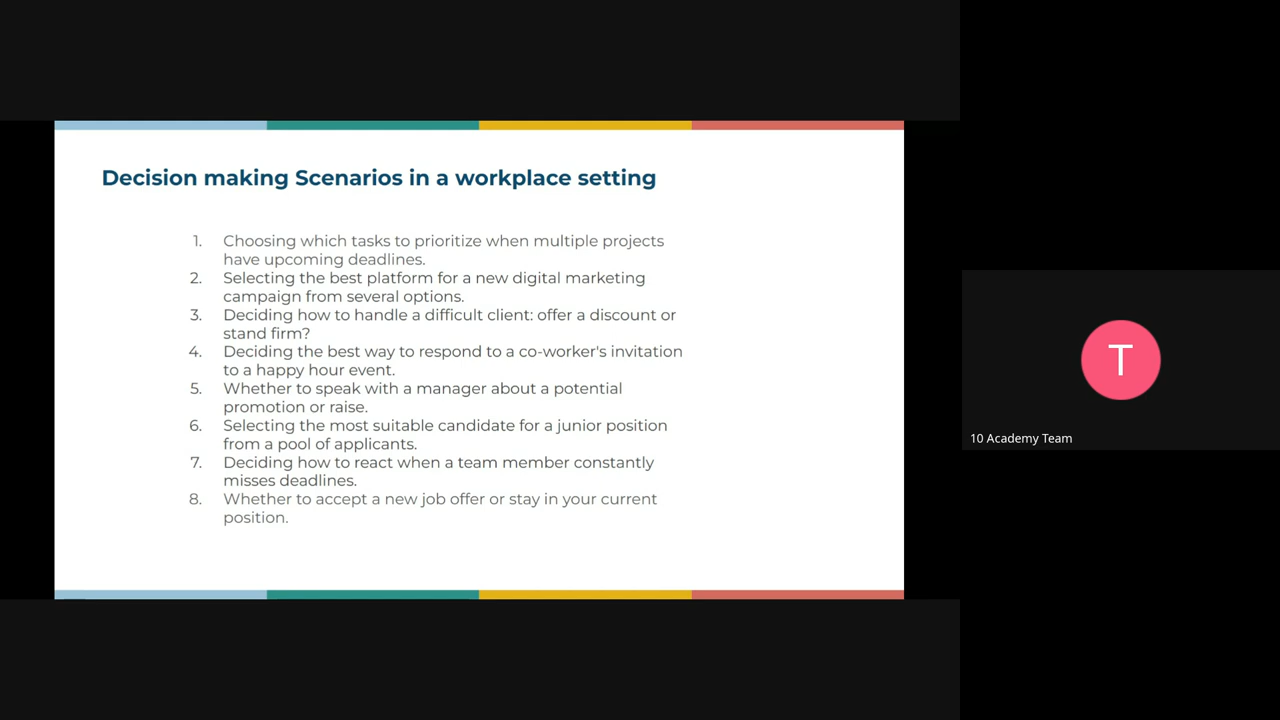 Decision making Scenarios in a workplace setting
1. Choosing which tasks to prioritize when multiple projects
have upcoming deadlines.
2. Selecting the best platform for a new digital marketing
campaign from several options.
3. Deciding how to handle a difficult client: offer a discount or
stand firm?
4. Deciding the best way to respond to a co-worker's invitation
to a happy hour event.
5. Whether to speak with a manager about a potential
promotion or raise.
6. Selecting the most suitable candidate for a junior position
from a pool of applicants.
7. Deciding how to react when a team member constantly
misses deadlines.
8. Whether to accept a new job offer or stay in your current
position.
T
10 Academy Team